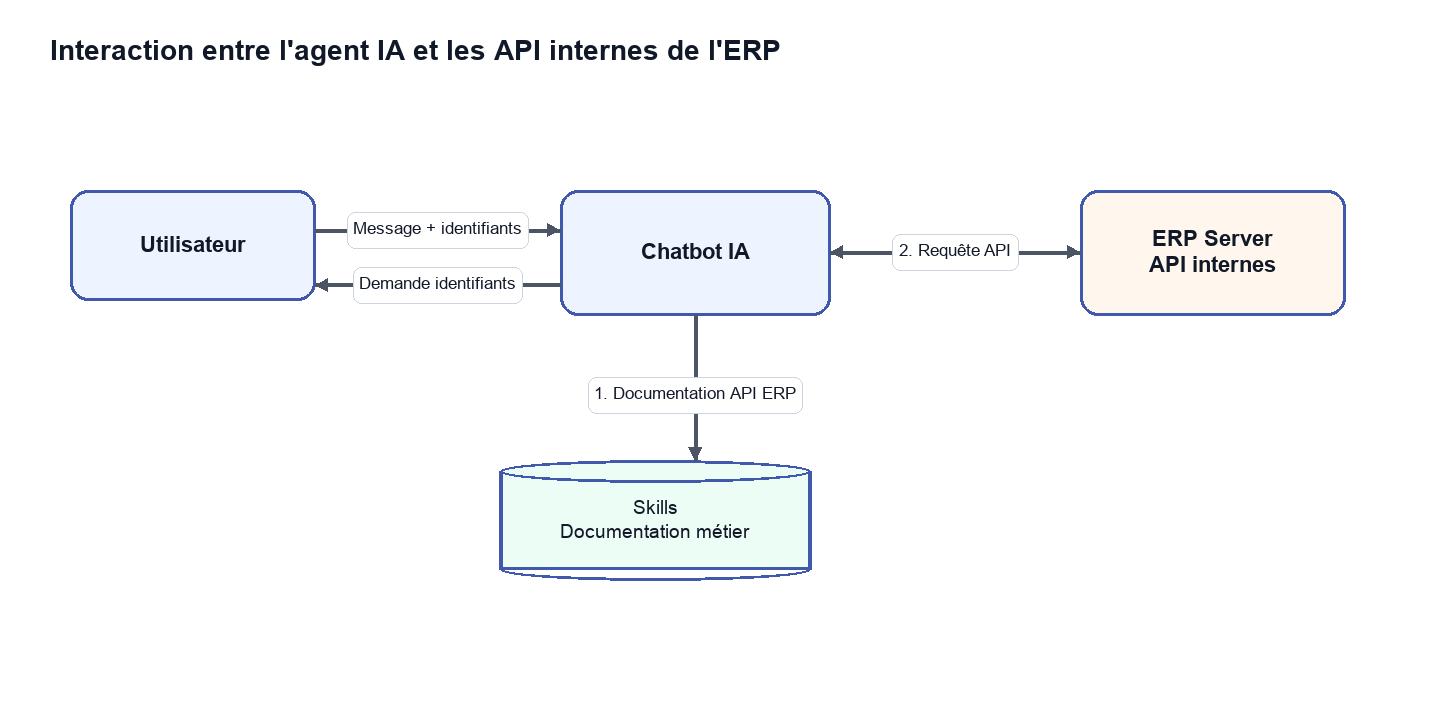 Interaction entre l'agent IA et les API internes de l'ERP
Utilisateur
Message + identifiants
Demande identifiants
Chatbot IA
2. Requête API
ERP Server
API internes
1. Documentation API ERP
Skills
Documentation métier